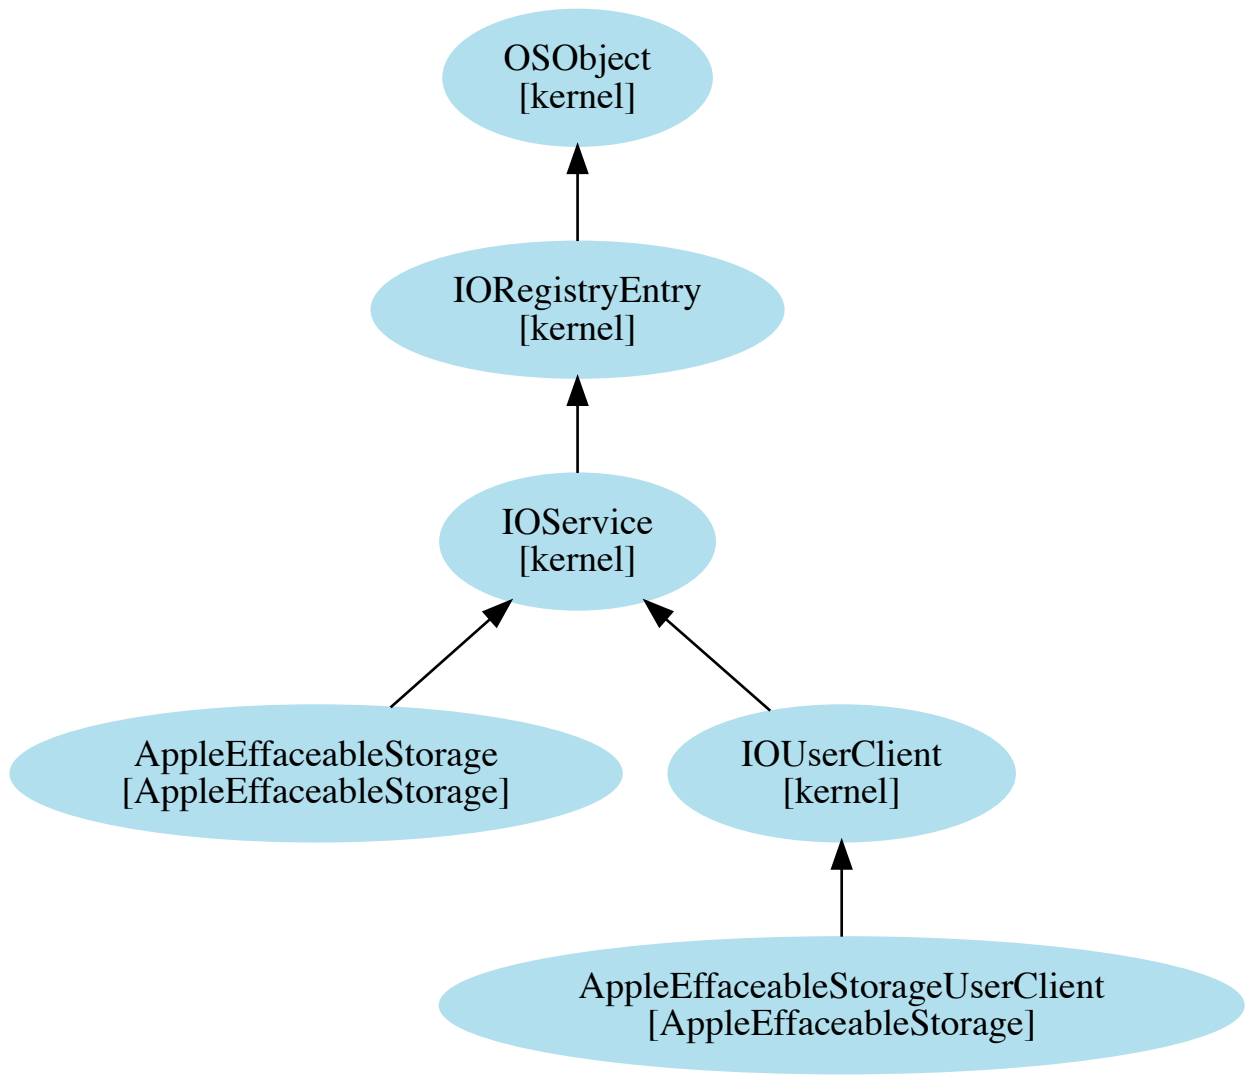 OSObject
[kernel]
IORegistryEntry
[kernel]
IOService
[kernel]
AppleEffaceableStorage
[AppleEffaceableStorage]
IOUserClient
[kernel]
AppleEffaceableStorageUserClient
[AppleEffaceableStorage]